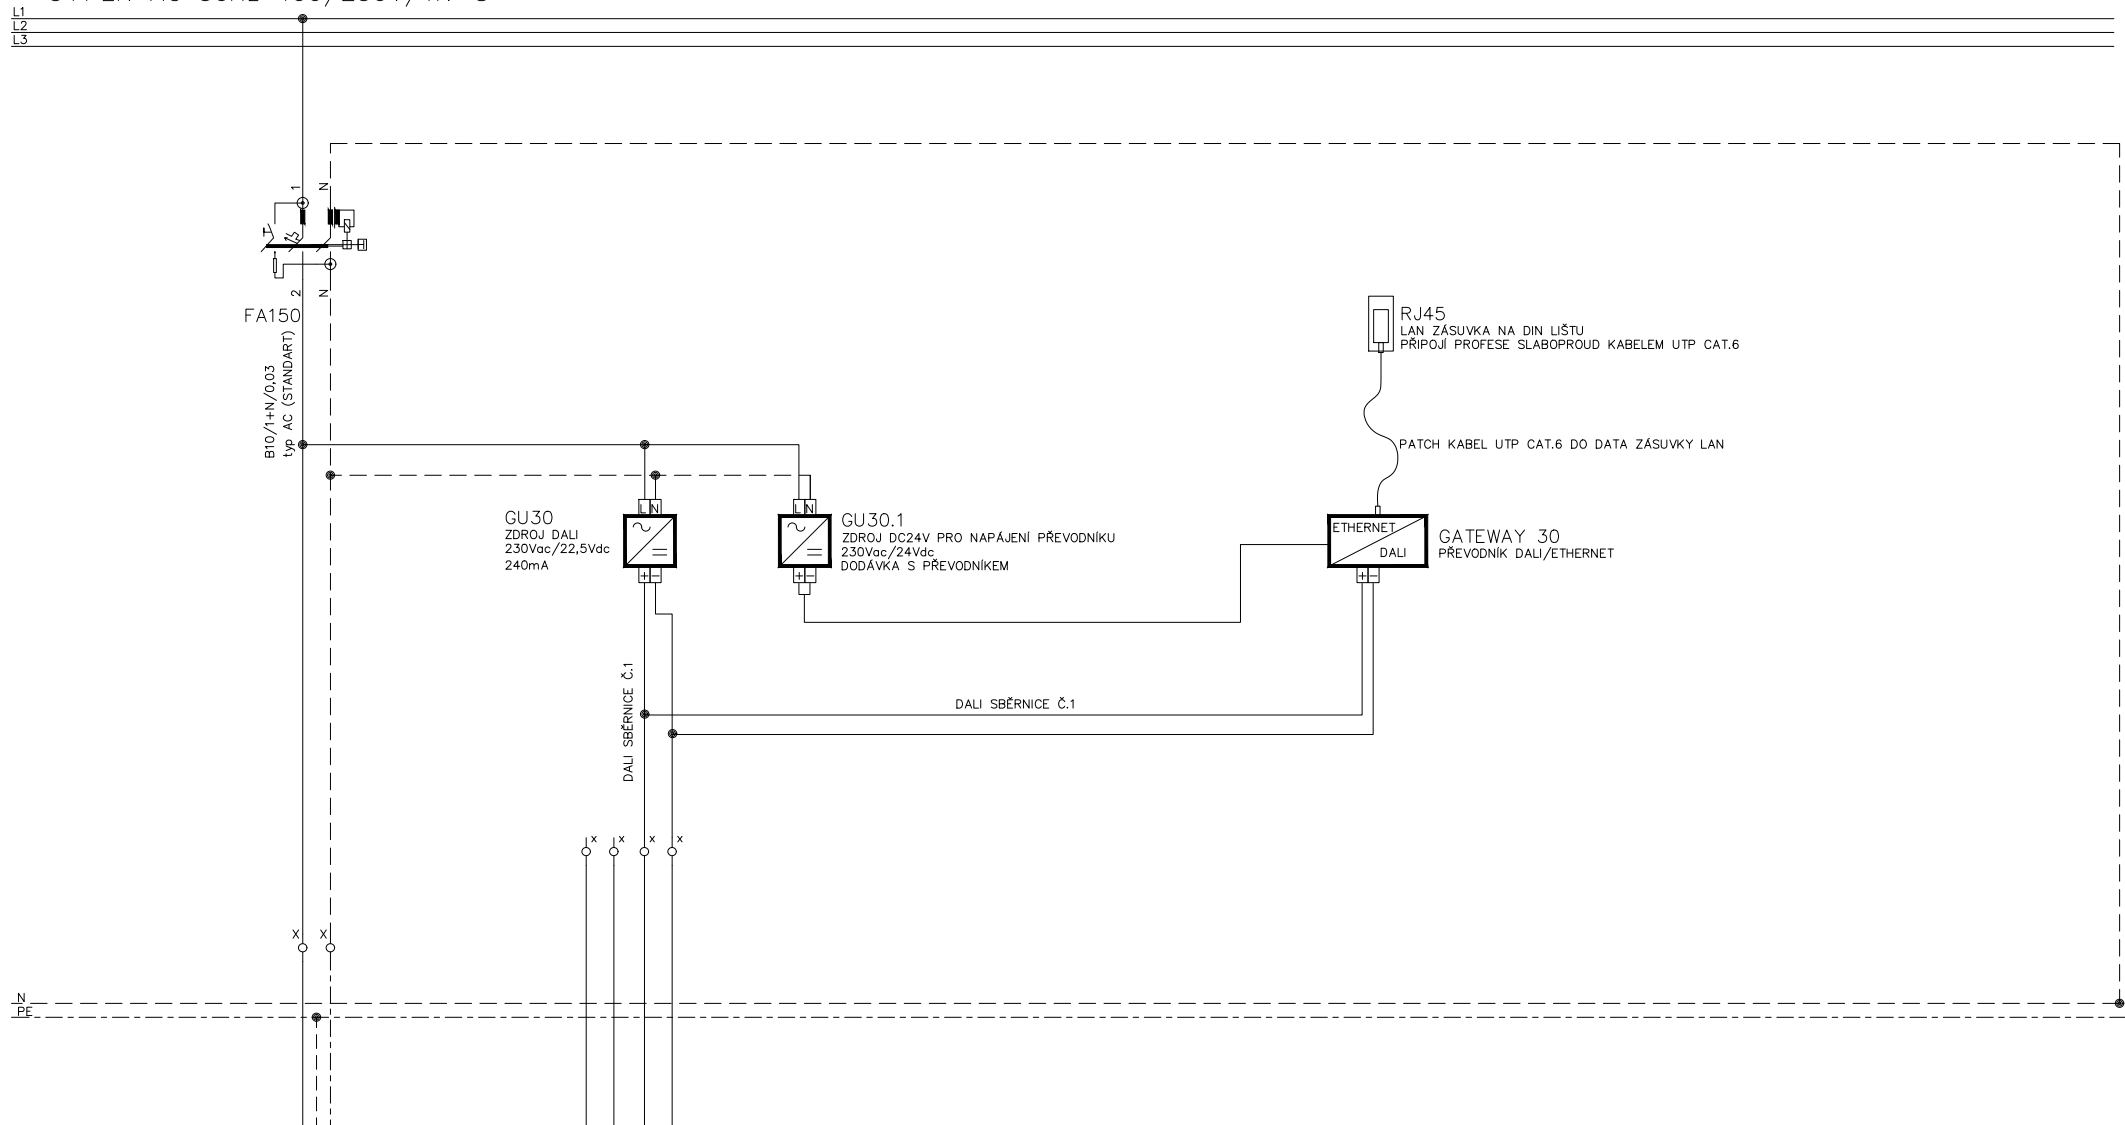 L1
L2
L3
1
N
2
N
FA150
B10/1+N/0,03
typ AC (STANDART)
RJ45
LAN ZÁSUVKA NA DIN LIŠTU
PŘIPOJÍ PROFESE SLABOPROUD KABELEM UTP CAT.6
PATCH KABEL UTP CAT.6 DO DATA ZÁSUVKY LAN
L N
GU30
ZDROJ DALI
230Vac/22,5Vdc
240mA
+ −
L N
GU30.1
ZDROJ DC24V PRO NAPÁJENÍ PŘEVODNÍKU
230Vac/24Vdc
DODÁVKA S PŘEVODNÍKEM
+ −
ETHERNET
DALI
GATEWAY 30
PŘEVODNÍK DALI/ETHERNET
+ −
DALI SBĚRNICE Č.1
DALI SBĚRNICE Č.1
x x x x
X X
N
PE